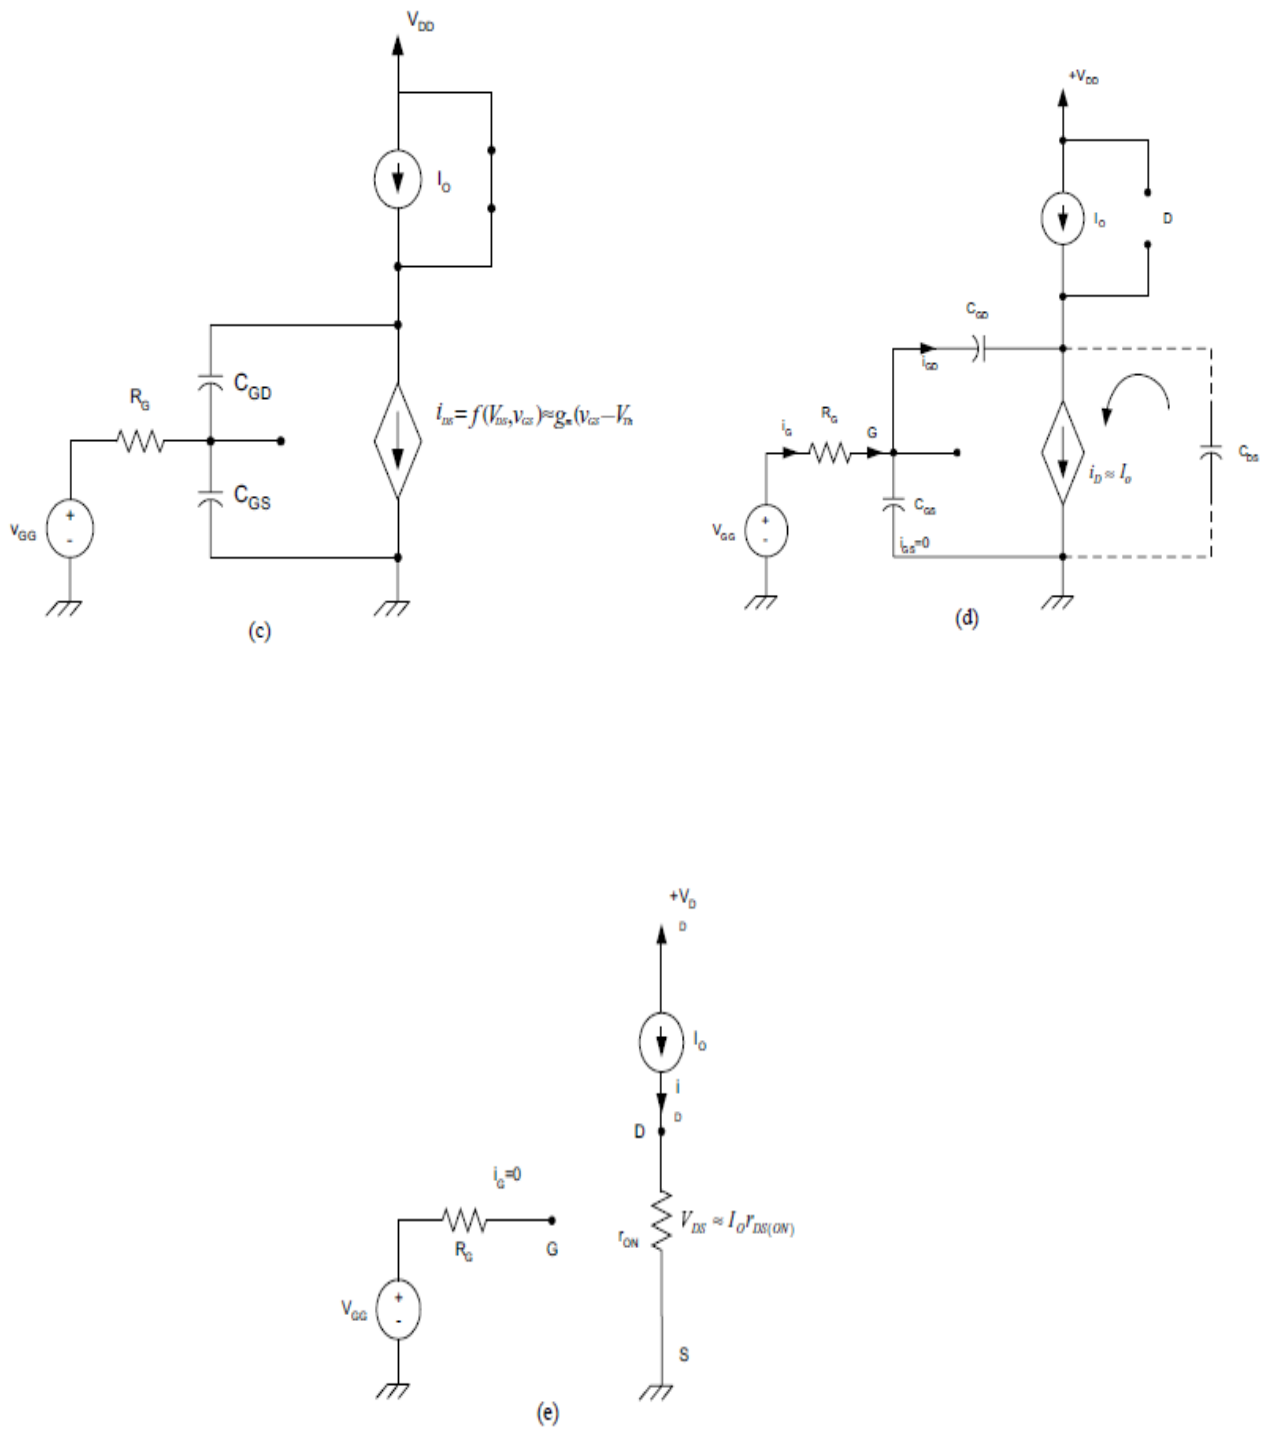 V_DD
I_O
C_GD
R_G
i_DS=f(V_DS,v_GS)≈g_m(v_GS−V_Th
C_GS
v_GG
+
-
(c)
+V_DD
I_O
D
C_GD
i_GD
R_G
i_G
G
C_DS
i_D≈I_o
C_GS
V_GG
+
-
i_GS=0
(d)
+V_D
D
I_O
i
D
D
i_G=0
V_DS≈I_O r_DS(ON)
r_ON
R_G
G
V_GG
+
-
S
(e)